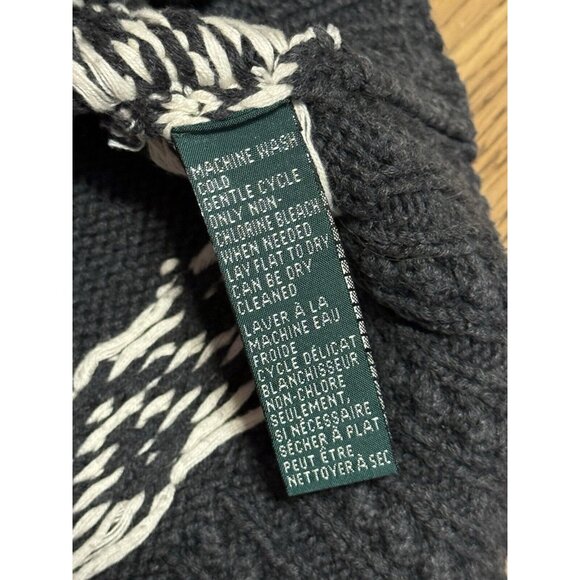 MACHINE WASH
COLD
GENTLE CYCLE
ONLY NON-
CHLORINE BLEACH
WHEN NEEDED
LAY FLAT TO DRY
CAN BE DRY
CLEANED
LAVER À LA
MACHINE EAU
FROIDE
CYCLE DÉLICAT
BLANCHISSEUR
NON-CHLORE
SEULEMENT,
SI NÉCESSAIRE
SÉCHER À PLAT
PEUT ÊTRE
NETTOYER À SEC